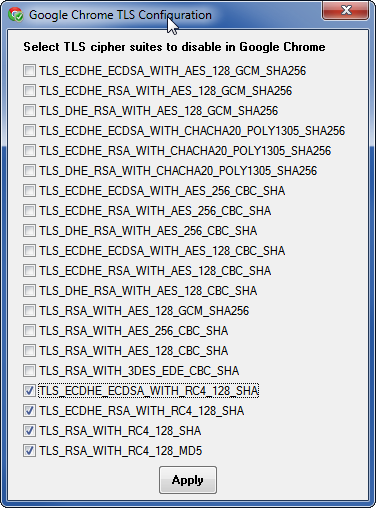 Google Chrome TLS Configuration
Select TLS cipher suites to disable in Google Chrome
TLS_ECDHE_ECDSA_WITH_AES_128_GCM_SHA256
TLS_ECDHE_RSA_WITH_AES_128_GCM_SHA256
TLS_DHE_RSA_WITH_AES_128_GCM_SHA256
TLS_ECDHE_ECDSA_WITH_CHACHA20_POLY1305_SHA256
TLS_ECDHE_RSA_WITH_CHACHA20_POLY1305_SHA256
TLS_DHE_RSA_WITH_CHACHA20_POLY1305_SHA256
TLS_ECDHE_ECDSA_WITH_AES_256_CBC_SHA
TLS_ECDHE_RSA_WITH_AES_256_CBC_SHA
TLS_DHE_RSA_WITH_AES_256_CBC_SHA
TLS_ECDHE_ECDSA_WITH_AES_128_CBC_SHA
TLS_ECDHE_RSA_WITH_AES_128_CBC_SHA
TLS_DHE_RSA_WITH_AES_128_CBC_SHA
TLS_RSA_WITH_AES_128_GCM_SHA256
TLS_RSA_WITH_AES_256_CBC_SHA
TLS_RSA_WITH_AES_128_CBC_SHA
TLS_RSA_WITH_3DES_EDE_CBC_SHA
TLS_ECDHE_ECDSA_WITH_RC4_128_SHA
TLS_ECDHE_RSA_WITH_RC4_128_SHA
TLS_RSA_WITH_RC4_128_SHA
TLS_RSA_WITH_RC4_128_MD5
Apply